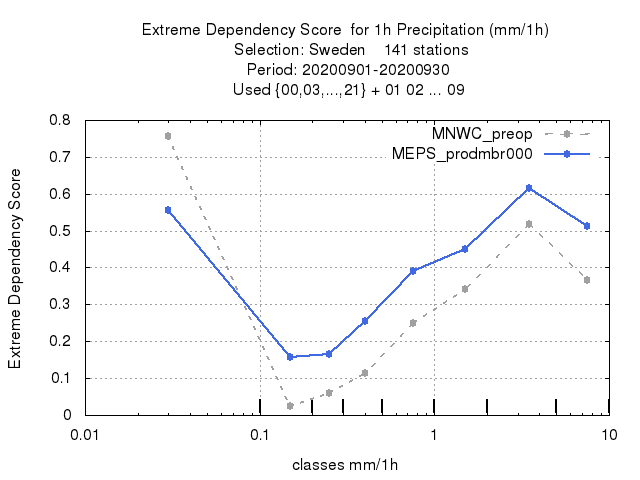 Extreme Dependency Score  for 1h Precipitation (mm/1h)
Selection: Sweden    141 stations
Period: 20200901-20200930
Used {00,03,...,21} + 01 02 ... 09
MNWC_preop
MEPS_prodmbr000
Extreme Dependency Score
0.8
0.7
0.6
0.5
0.4
0.3
0.2
0.1
0
0.01
0.1
1
10
classes mm/1h